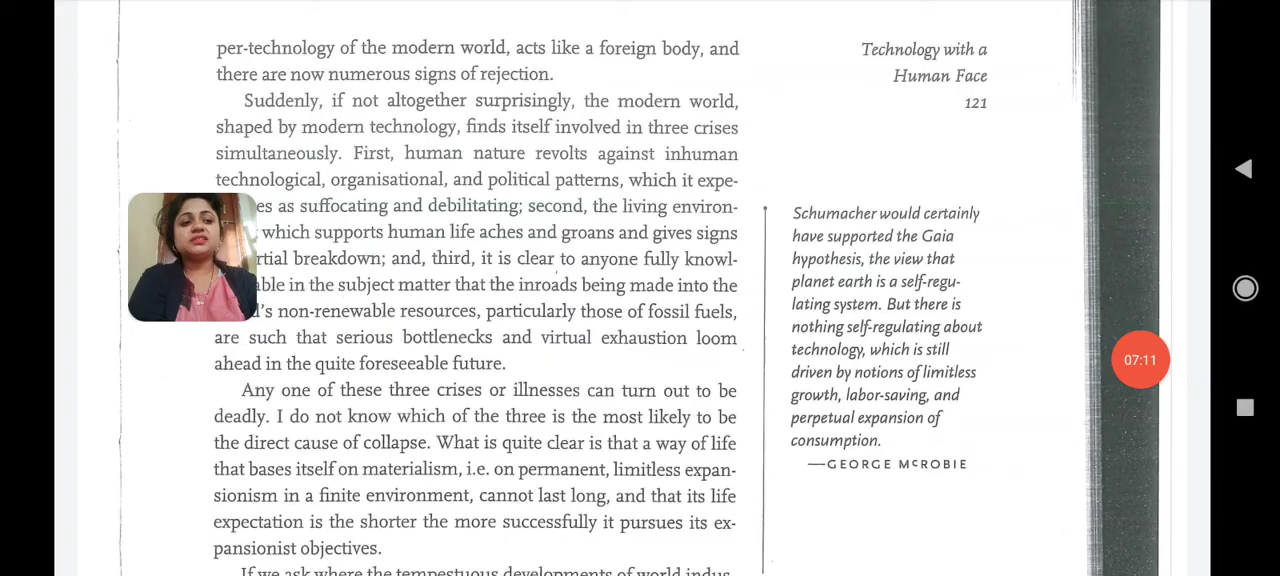 per-technology of the modern world, acts like a foreign body, and
there are now numerous signs of rejection.
Suddenly, if not altogether surprisingly, the modern world,
shaped by modern technology, finds itself involved in three crises
simultaneously. First, human nature revolts against inhuman
technological, organisational, and political patterns, which it expe-
es as suffocating and debilitating; second, the living environ-
which supports human life aches and groans and gives signs
rtial breakdown; and, third, it is clear to anyone fully knowl-
able in the subject matter that the inroads being made into the
l's non-renewable resources, particularly those of fossil fuels,
are such that serious bottlenecks and virtual exhaustion loom
ahead in the quite foreseeable future.
Any one of these three crises or illnesses can turn out to be
deadly. I do not know which of the three is the most likely to be
the direct cause of collapse. What is quite clear is that a way of life
that bases itself on materialism, i.e. on permanent, limitless expan-
sionism in a finite environment, cannot last long, and that its life
expectation is the shorter the more successfully it pursues its ex-
pansionist objectives.
If we ask where the tempestuous developments of world indus-
Technology with a
Human Face
121
Schumacher would certainly
have supported the Gaia
hypothesis, the view that
planet earth is a self-regu-
lating system. But there is
nothing self-regulating about
technology, which is still
driven by notions of limitless
growth, labor-saving, and
perpetual expansion of
consumption.
—GEORGE McROBIE
07:11